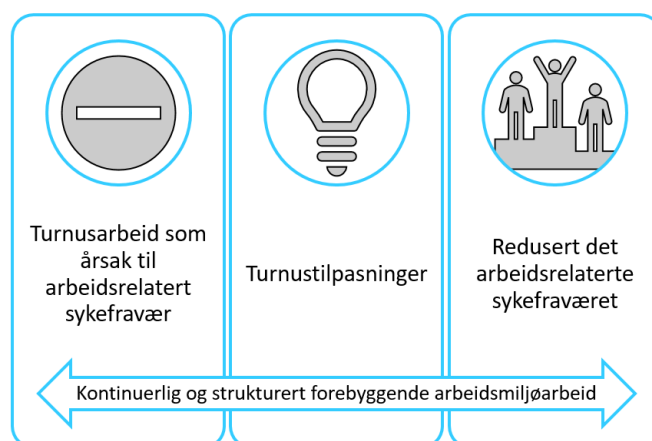 Turnusarbeid som
årsak til
arbeidsrelatert
sykefravær
Turnustilpasninger
Redusert det
arbeidsrelaterte
sykefraværet
Kontinuerlig og strukturert forebyggende arbeidsmiljøarbeid